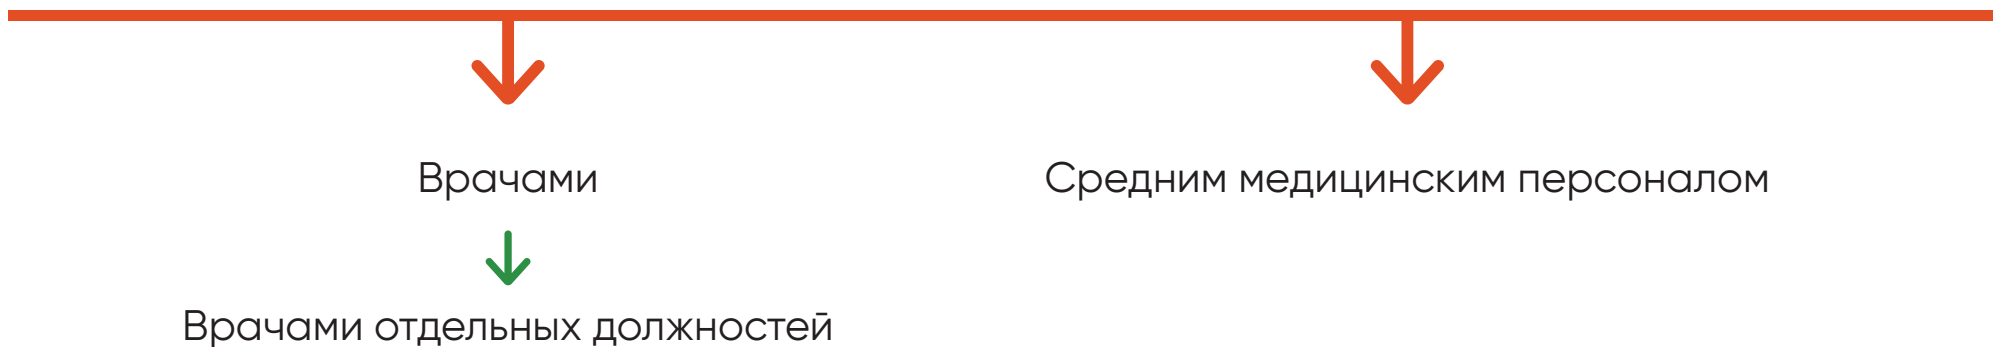 Врачами
Средним медицинским персоналом
Врачами отдельных должностей